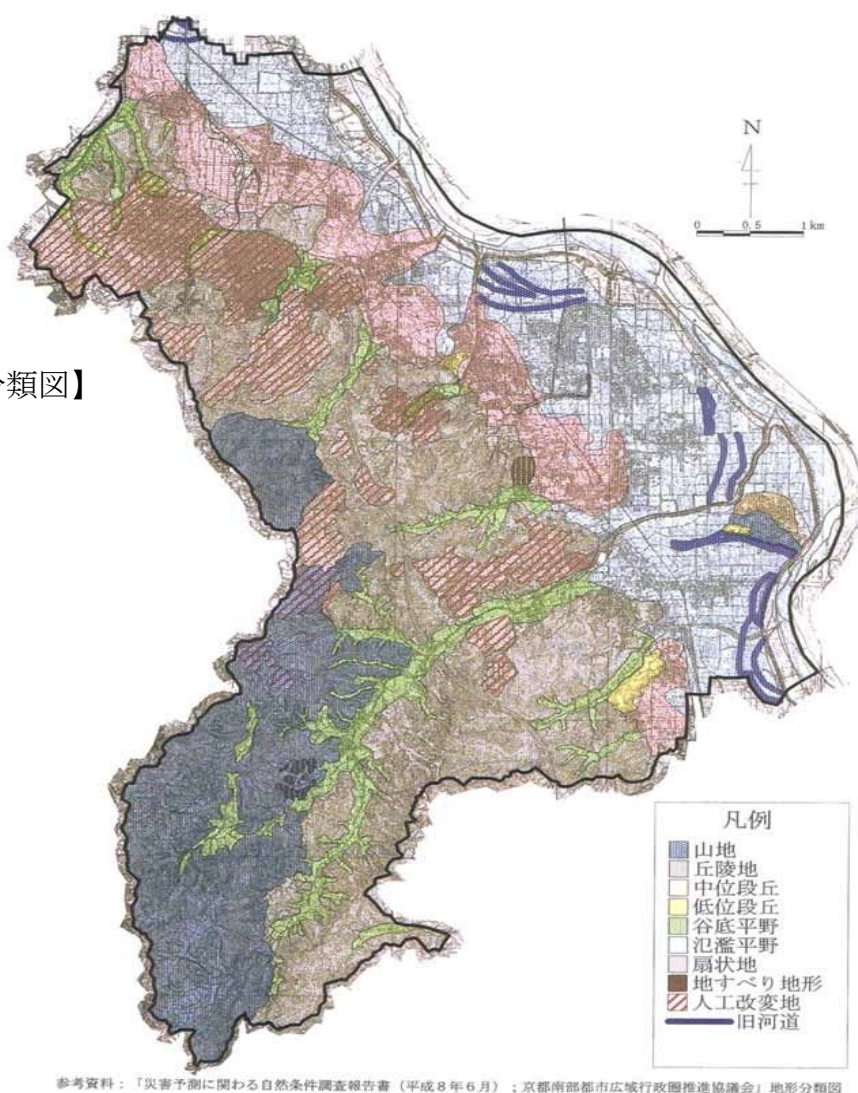 N
0 0.5 1 km
類図】
凡例
山地
丘陵地
中位段丘
低位段丘
谷底平野
氾濫平野
扇状地
地すべり地形
人工改変地
旧河道
参考資料:「災害予測に関わる自然条件調査報告書(平成8年6月);京都南部都市広域行政圏推進協議会」地形分類図